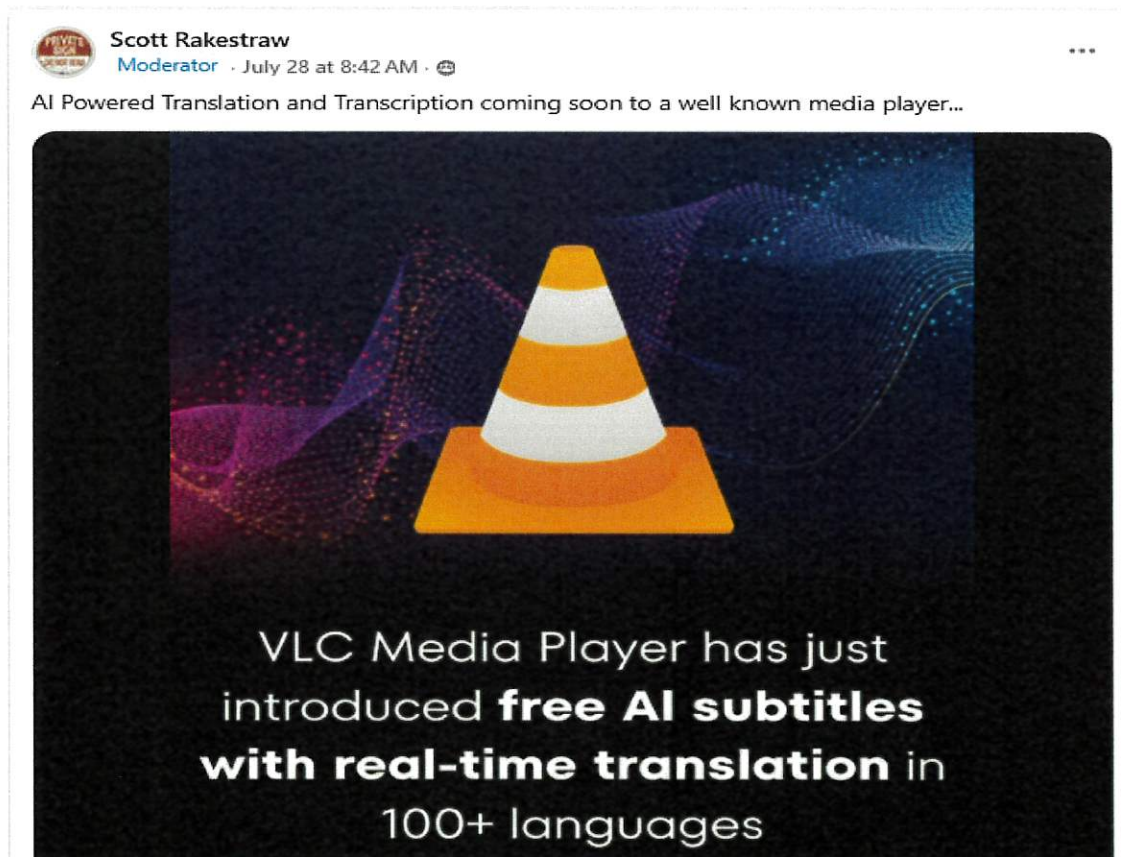 Scott Rakestraw
Moderator · July 28 at 8:42 AM ·
AI Powered Translation and Transcription coming soon to a well known media player...
VLC Media Player has just
introduced free AI subtitles
with real-time translation in
100+ languages